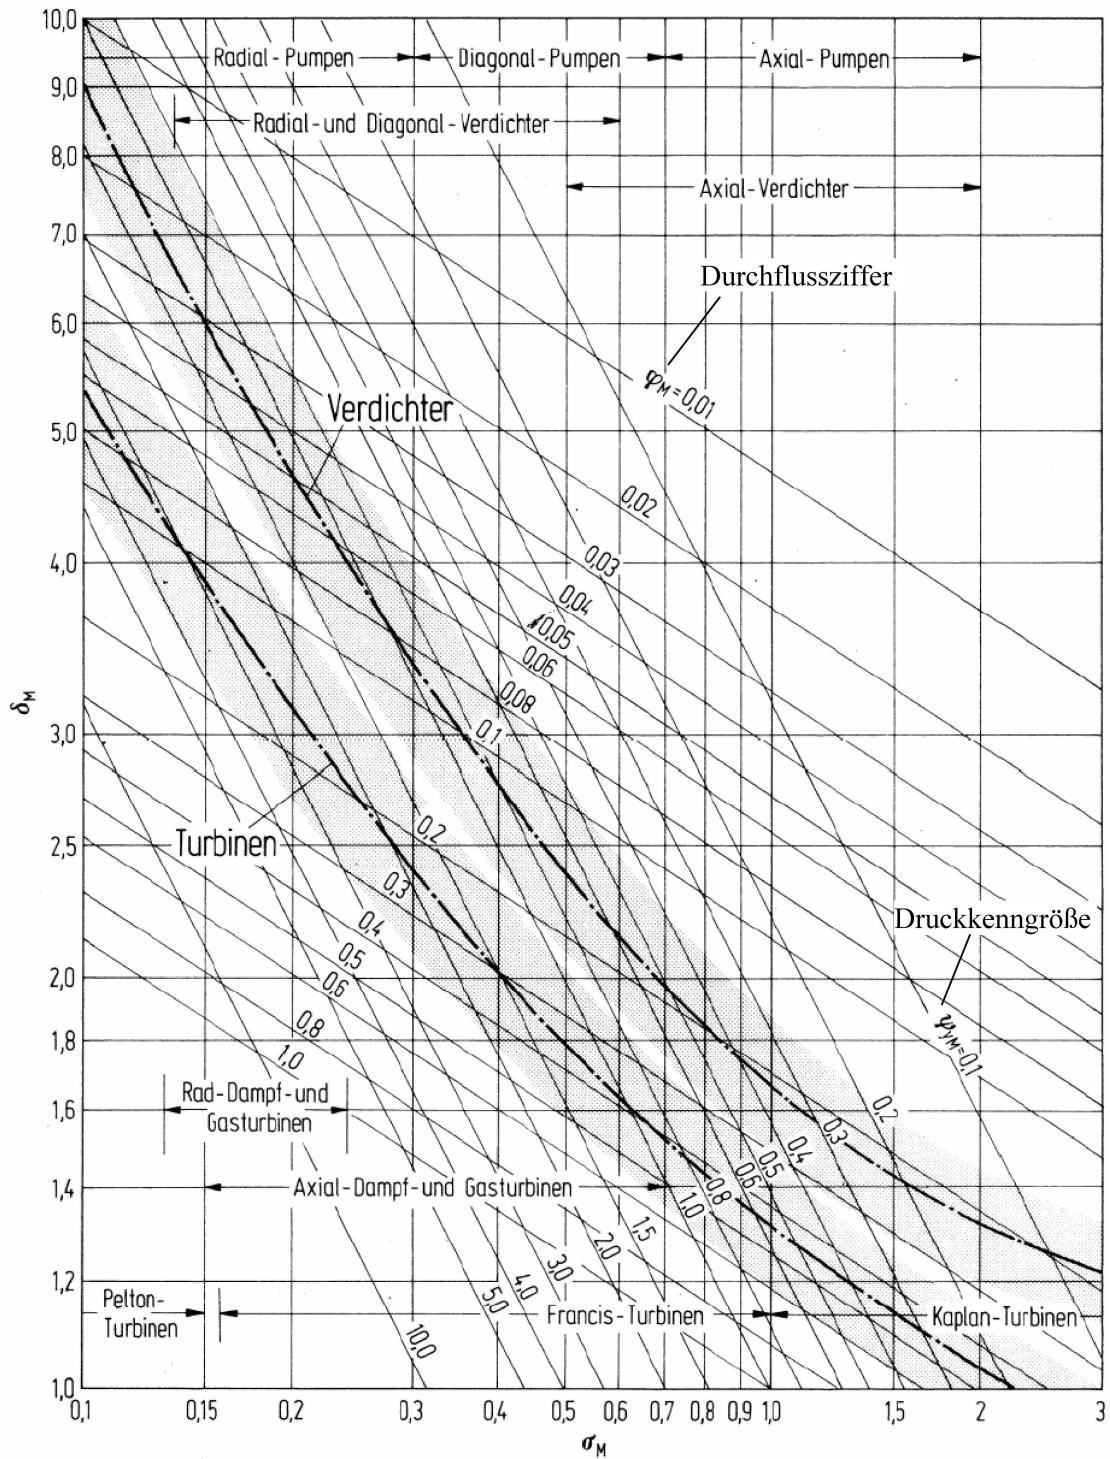 10,0
Radial - Pumpen
Diagonal-Pumpen
Axial-Pumpen
9,0
Radial-und Diagonal-Verdichter
8,0
Axial-Verdichter
7,0
Durchflussziffer
6,0
φM=0,01
Verdichter
5,0
0,02
0,03
4,0
0,04
0,05
0,06
0,08
δM
3,0
0,1
0,2
Turbinen
2,5
0,3
0,4
Druckkenngröße
0,5
2,0
0,6
0,8
ψyM=0,1
1,8
1,0
Rad-Dampf-und
Gasturbinen
1,6
0,2
0,3
0,4
0,5
0,6
0,8
1,0
1,4
Axial-Dampf-und Gasturbinen
1,5
2,0
3,0
4,0
5,0
10,0
1,2
Pelton-
Turbinen
Francis-Turbinen
Kaplan-Turbinen
1,0
0,1 0,15 0,2 0,3 0,4 0,5 0,6 0,7 0,8 0,9 1,0 1,5 2 3
σM